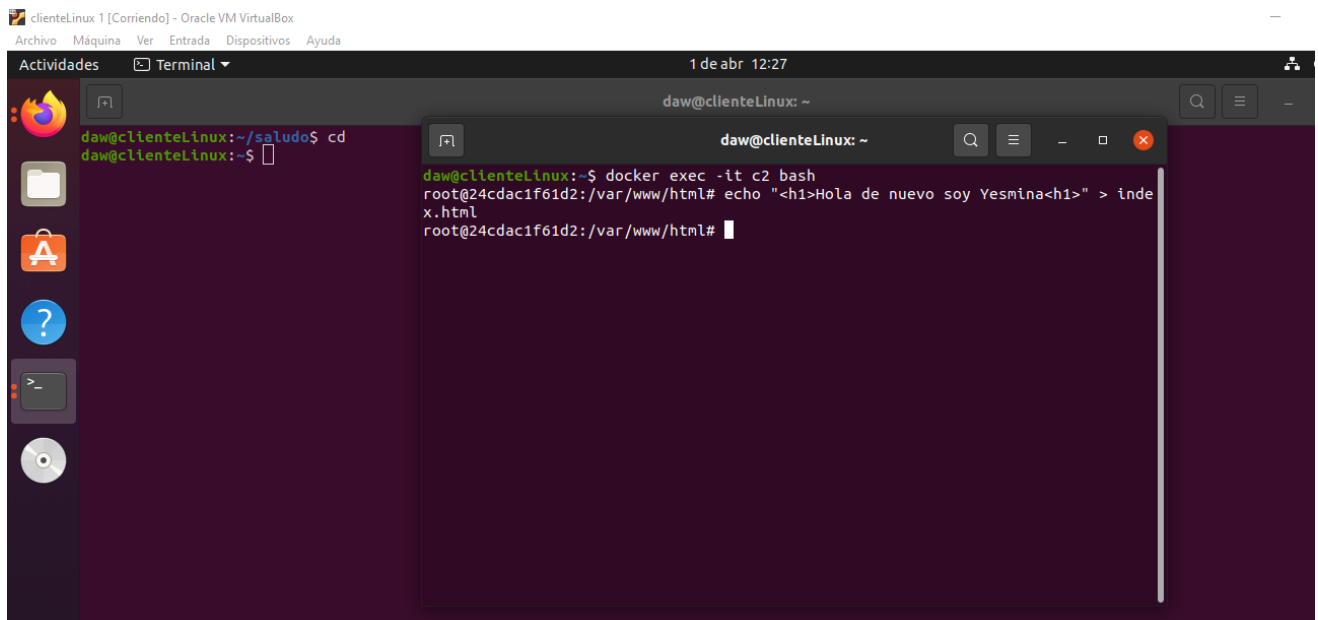 clienteLinux 1 [Corriendo] - Oracle VM VirtualBox
Archivo Máquina Ver Entrada Dispositivos Ayuda
Actividades Terminal 1 de abr 12:27
daw@clienteLinux: ~
daw@clienteLinux:~/saludo$ cd
daw@clienteLinux:~$
daw@clienteLinux: ~
daw@clienteLinux:~$ docker exec -it c2 bash
root@24cdac1f61d2:/var/www/html# echo "<h1>Hola de nuevo soy Yesmina<h1>" > inde
x.html
root@24cdac1f61d2:/var/www/html#